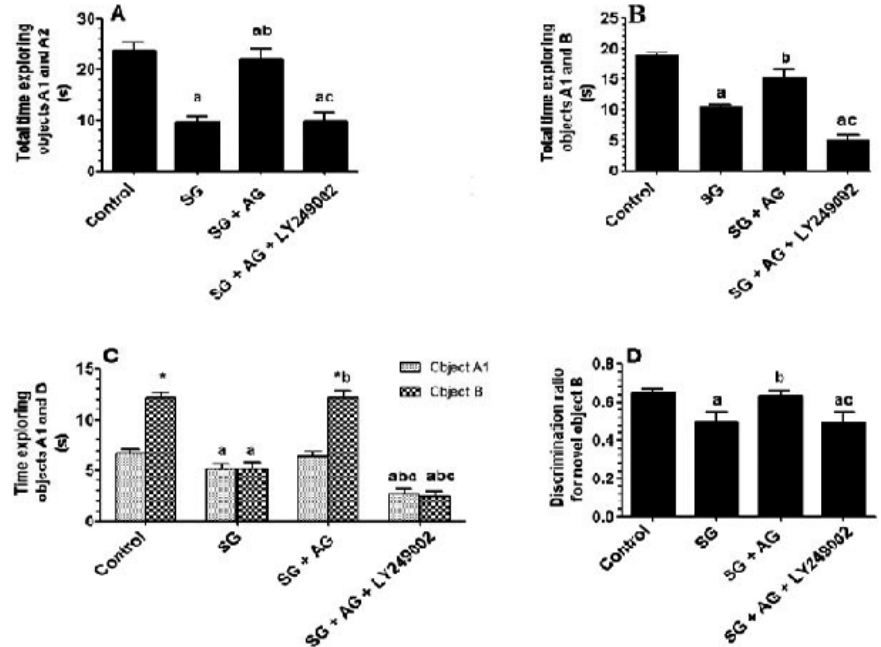 A
Total time exploring
objects A1 and A2
(s)
30
20
10
0
a
ab
ac
Control
SG
SG + AG
SG + AG + LY249002
B
Total time exploring
objects A1 and B
(s)
25
20
15
10
5
0
a
b
ac
Control
SG
SG + AG
SG + AG + LY249002
C
Time exploring
objects A1 and B
(s)
15
10
5
0
*
a
a
*b
abc
abc
Object A1
Object B
Control
SG
SG + AG
SG + AG + LY249002
D
Discrimination ratio
for novel object B
0.8
0.6
0.4
0.2
0.0
a
b
ac
Control
SG
SG + AG
SG + AG + LY249002